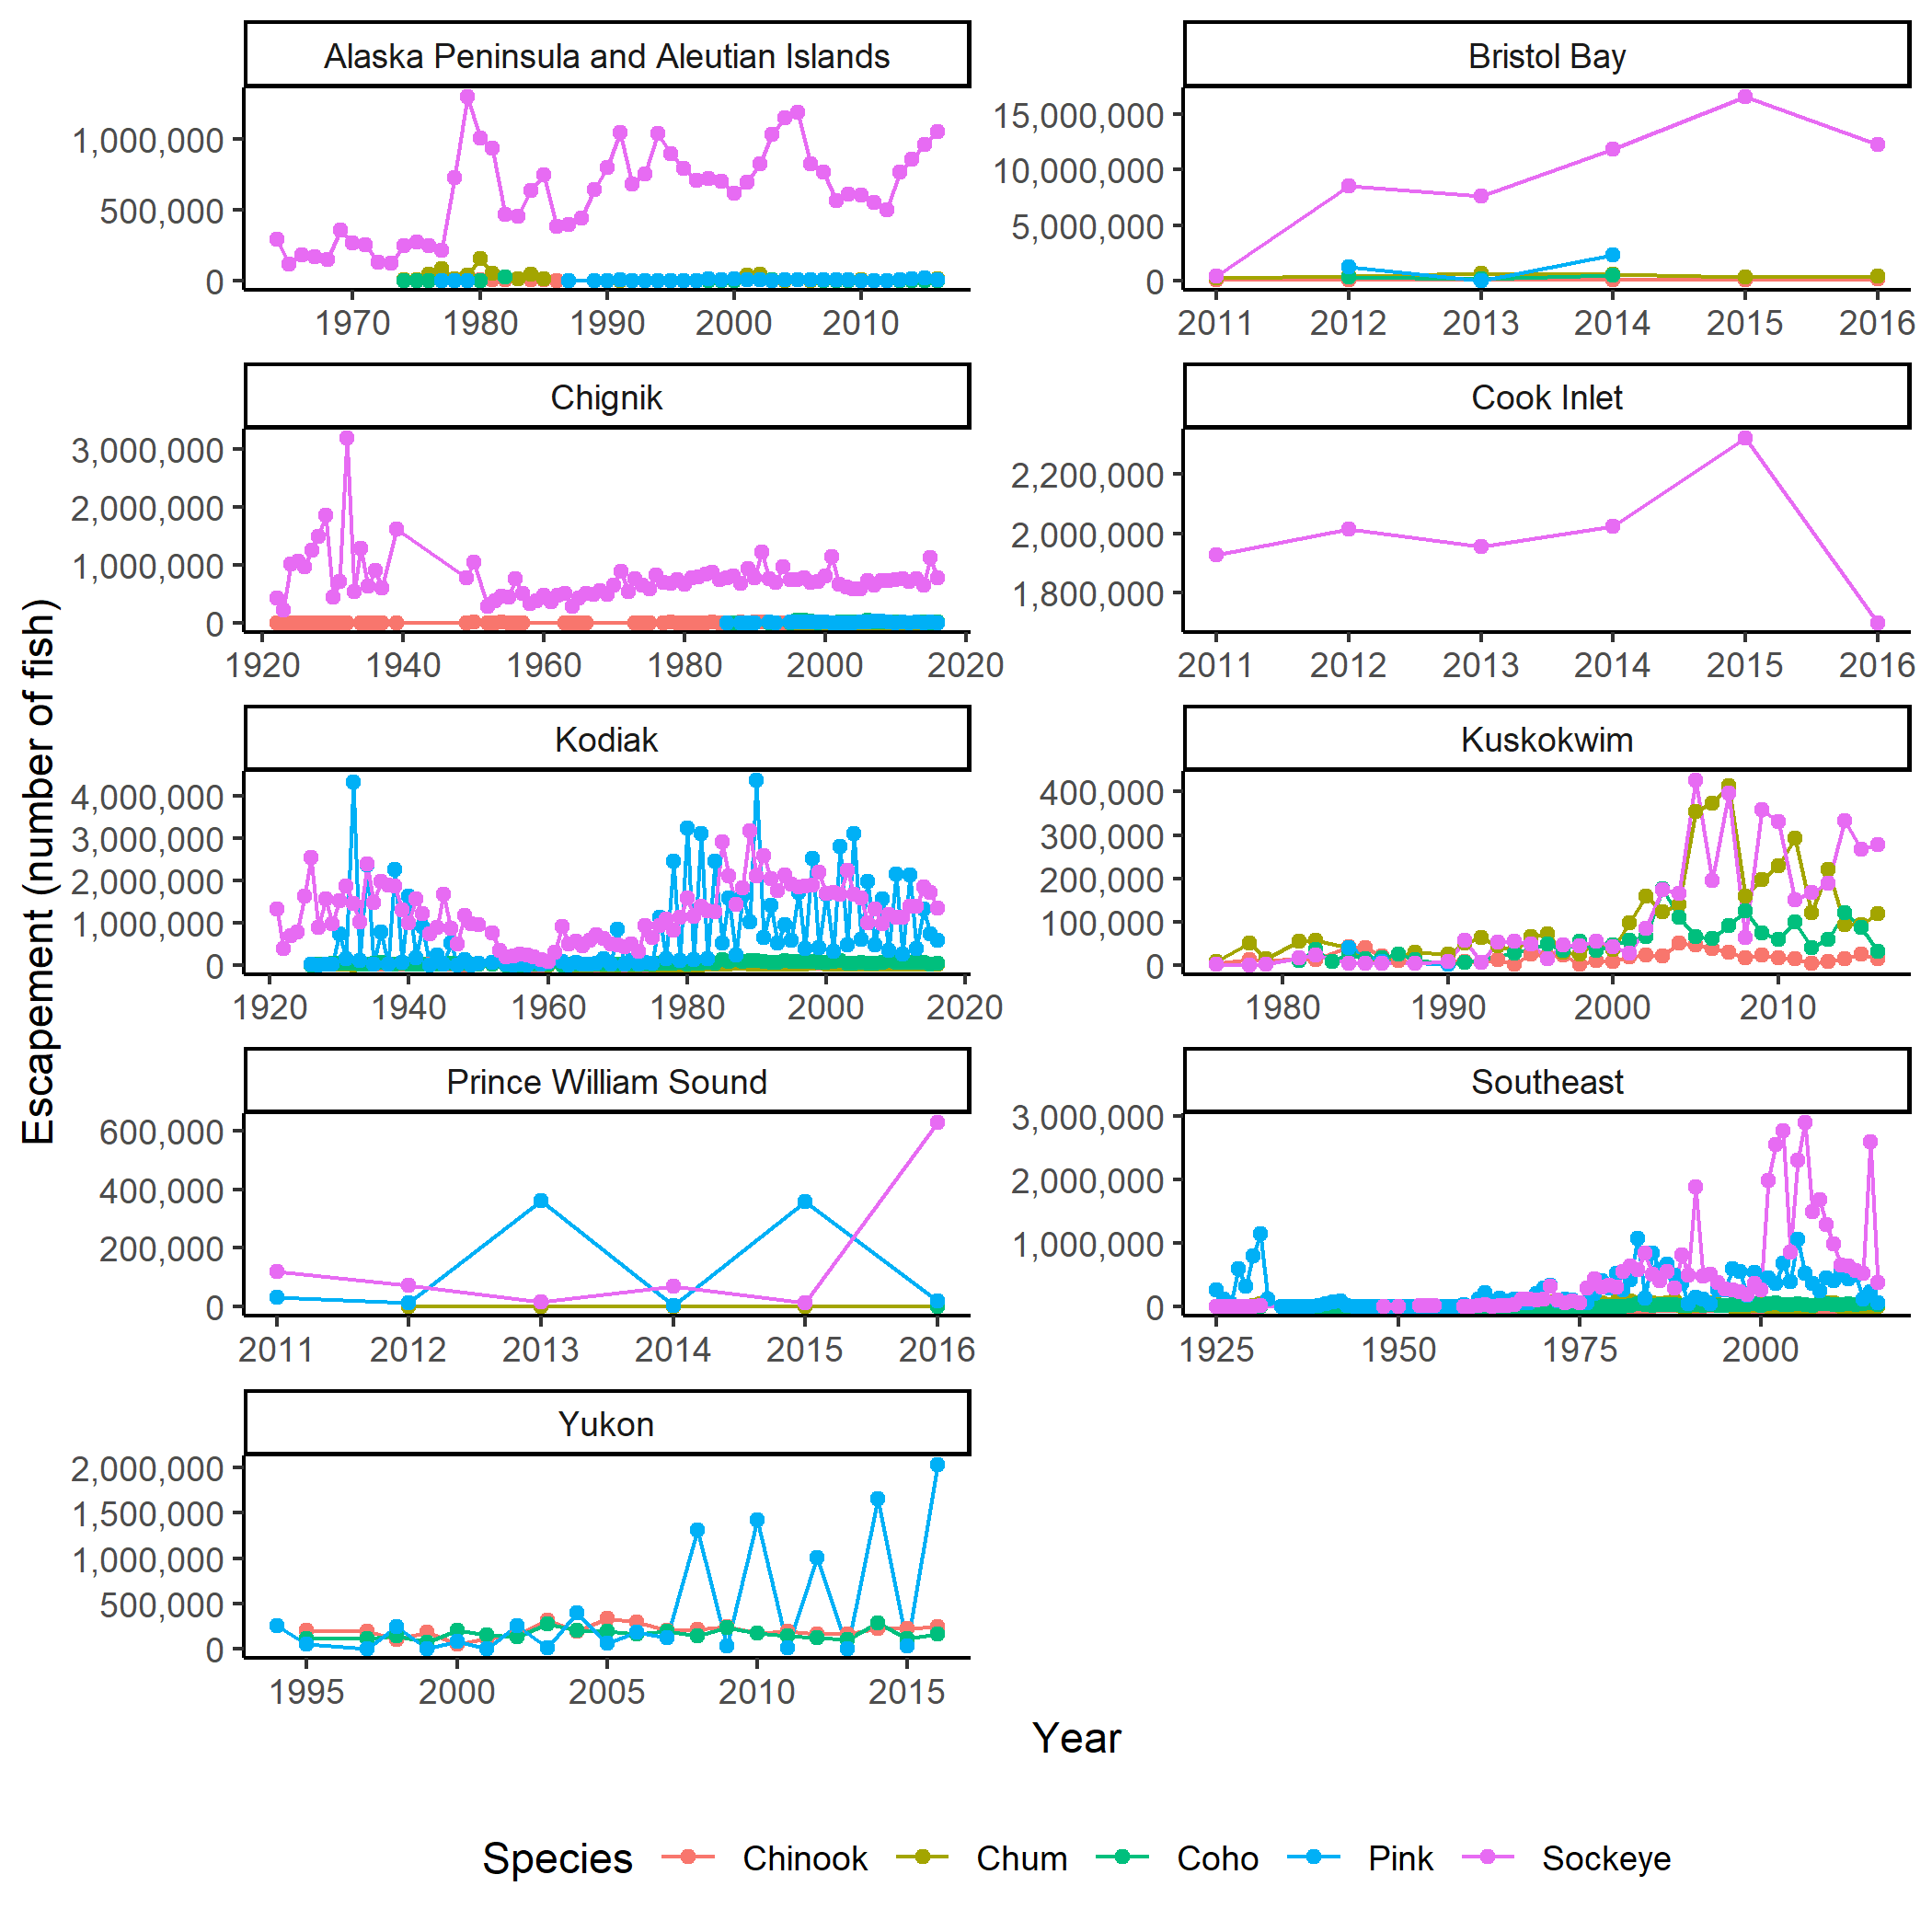 Alaska Peninsula and Aleutian Islands
Bristol Bay
1,000,000
500,000
0
1970 1980 1990 2000 2010
15,000,000
10,000,000
5,000,000
0
2011 2012 2013 2014 2015 2016
Chignik
Cook Inlet
3,000,000
2,000,000
1,000,000
0
1920 1940 1960 1980 2000 2020
2,200,000
2,000,000
1,800,000
2011 2012 2013 2014 2015 2016
Kodiak
Kuskokwim
4,000,000
3,000,000
2,000,000
1,000,000
0
1920 1940 1960 1980 2000 2020
400,000
300,000
200,000
100,000
0
1980 1990 2000 2010
Prince William Sound
Southeast
600,000
400,000
200,000
0
2011 2012 2013 2014 2015 2016
3,000,000
2,000,000
1,000,000
0
1925 1950 1975 2000
Yukon
2,000,000
1,500,000
1,000,000
500,000
0
1995 2000 2005 2010 2015
Escapement (number of fish)
Year
Species Chinook Chum Coho Pink Sockeye